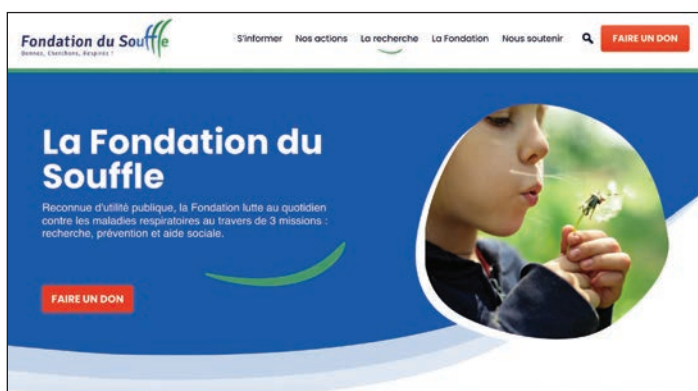 Fondation du Souffle
Donnez, Cherchons, Respirez !
S'informer Nos actions La recherche La Fondation Nous soutenir FAIRE UN DON
La Fondation du
Souffle
Reconnue d'utilité publique, la Fondation lutte au quotidien
contre les maladies respiratoires au travers de 3 missions :
recherche, prévention et aide sociale.
FAIRE UN DON